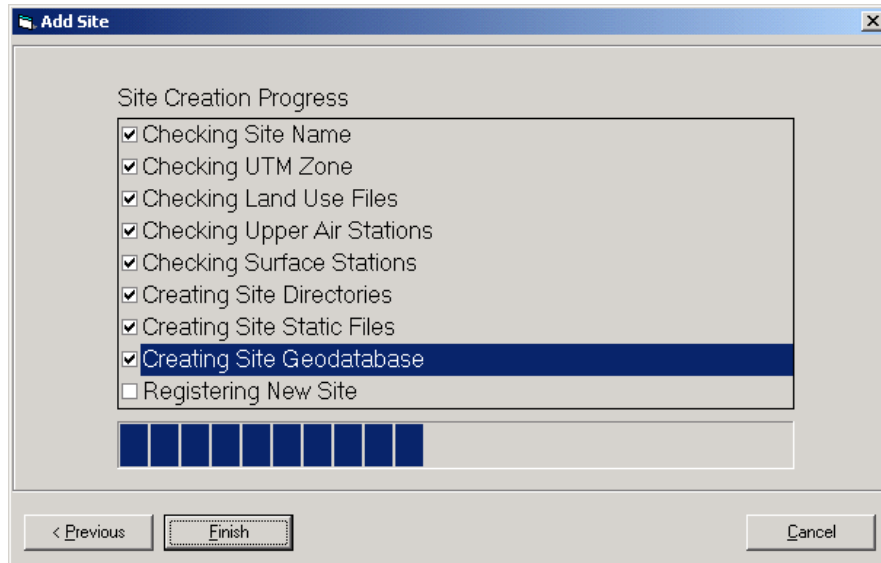 Add Site
Site Creation Progress
Checking Site Name
Checking UTM Zone
Checking Land Use Files
Checking Upper Air Stations
Checking Surface Stations
Creating Site Directories
Creating Site Static Files
Creating Site Geodatabase
Registering New Site
< Previous Finish Cancel